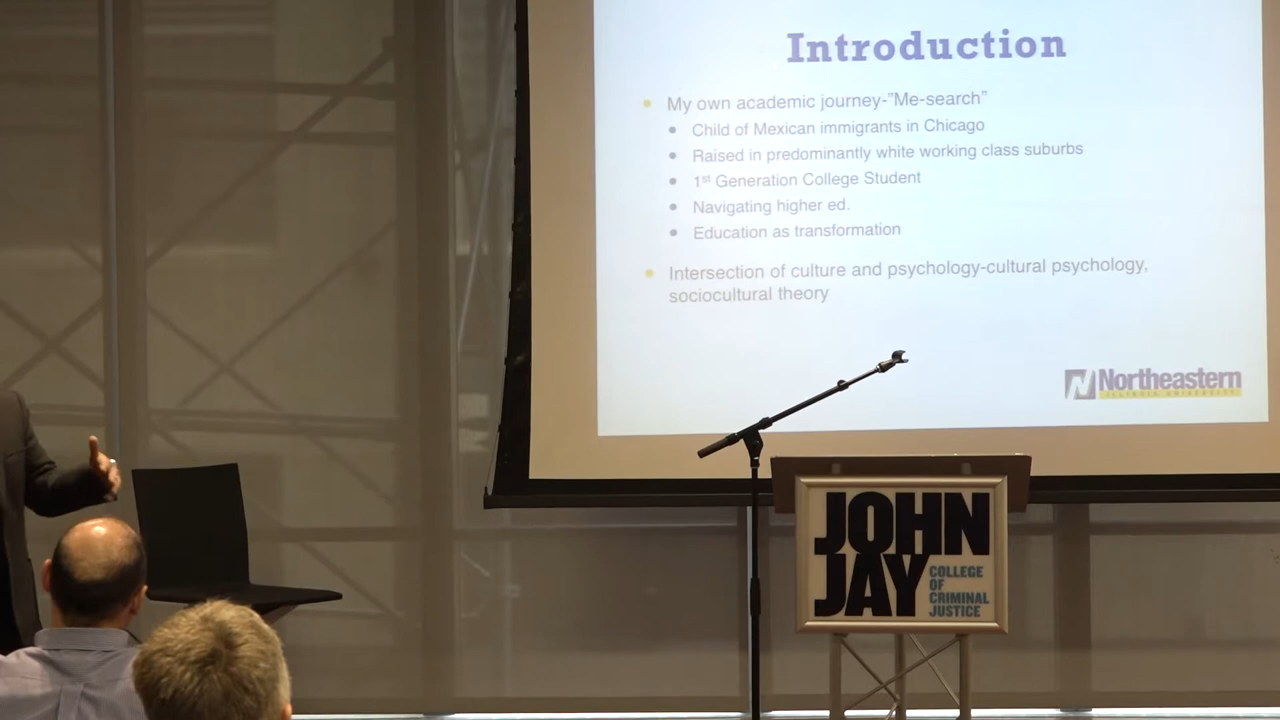 Introduction
My own academic journey-"Me-search"
Child of Mexican immigrants in Chicago
Raised in predominantly white working class suburbs
1st Generation College Student
Navigating higher ed.
Education as transformation
Intersection of culture and psychology-cultural psychology,
sociocultural theory
Northeastern
ILLINOIS UNIVERSITY
JOHN
JAY
COLLEGE
OF
CRIMINAL
JUSTICE